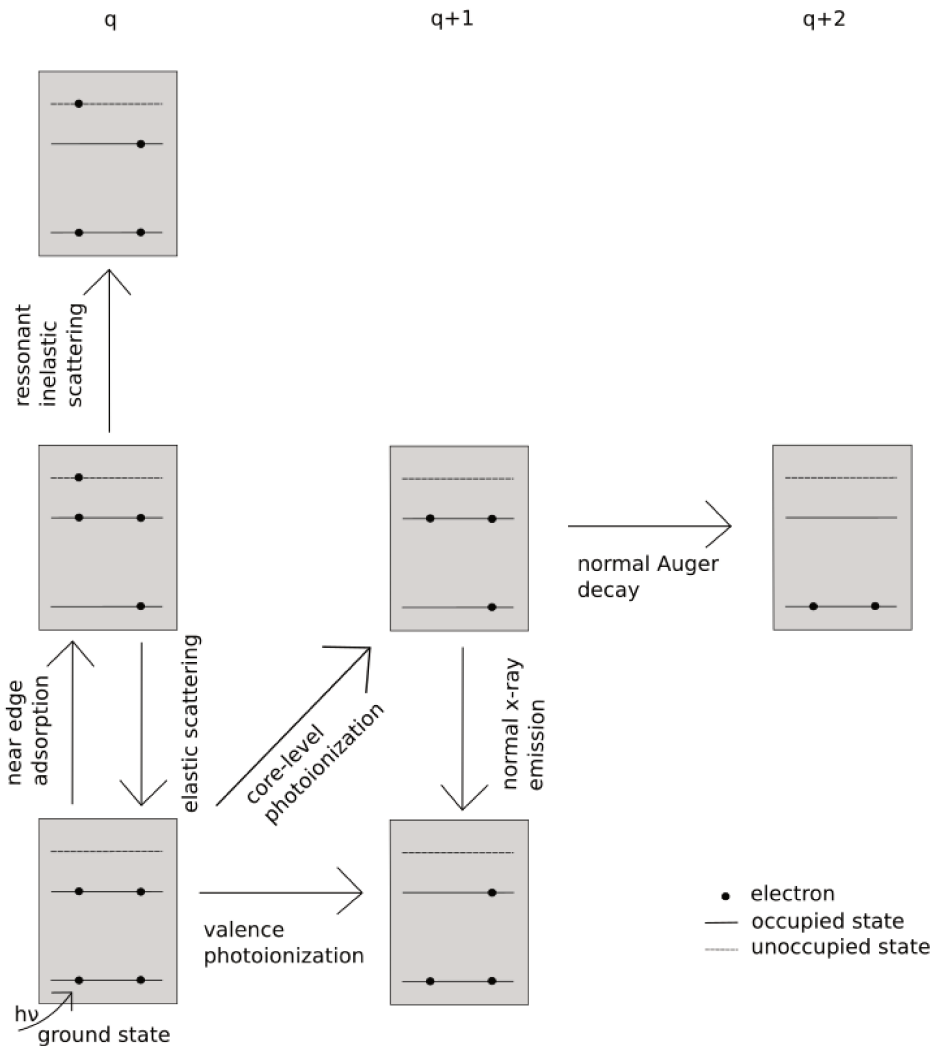 q
q+1
q+2
ressonant
inelastic
scattering
near edge
adsorption
elastic scattering
core-level
photoionization
normal x-ray
emission
normal Auger
decay
valence
photoionization
electron
occupied state
unoccupied state
hν
ground state